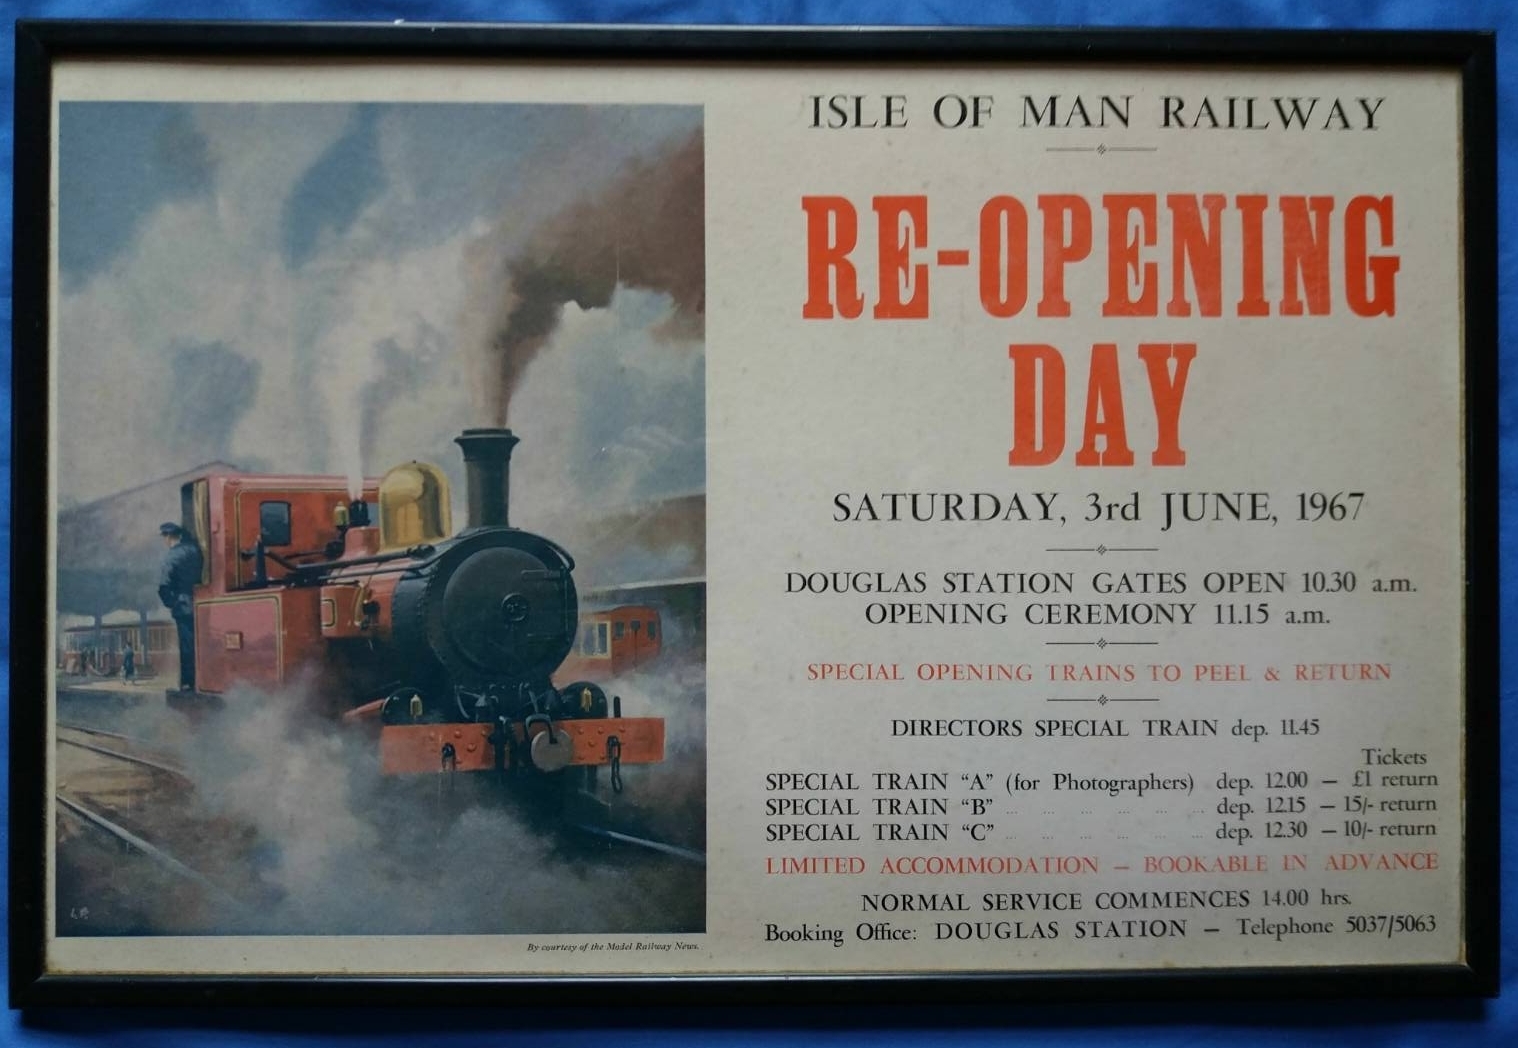 ISLE OF MAN RAILWAY
RE-OPENING
DAY
SATURDAY, 3rd JUNE, 1967
DOUGLAS STATION GATES OPEN 10.30 a.m.
OPENING CEREMONY 11.15 a.m.
SPECIAL OPENING TRAINS TO PEEL & RETURN
DIRECTORS SPECIAL TRAIN dep. 11.45
Tickets
SPECIAL TRAIN “A” (for Photographers) dep. 12.00 — £1 return
SPECIAL TRAIN “B” ... ... ... ... ... ... dep. 12.15 — 15/- return
SPECIAL TRAIN “C” ... ... ... ... ... ... dep. 12.30 — 10/- return
LIMITED ACCOMMODATION — BOOKABLE IN ADVANCE
NORMAL SERVICE COMMENCES 14.00 hrs.
Booking Office: DOUGLAS STATION — Telephone 5037/5063
By courtesy of the Model Railway News.